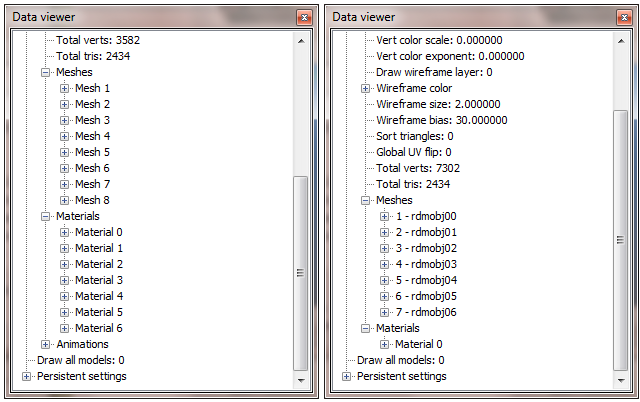 Data viewer
Total verts: 3582
Total tris: 2434
Meshes
Mesh 1
Mesh 2
Mesh 3
Mesh 4
Mesh 5
Mesh 6
Mesh 7
Mesh 8
Materials
Material 0
Material 1
Material 2
Material 3
Material 4
Material 5
Material 6
Animations
Draw all models: 0
Persistent settings
Data viewer
Vert color scale: 0.000000
Vert color exponent: 0.000000
Draw wireframe layer: 0
Wireframe color
Wireframe size: 2.000000
Wireframe bias: 30.000000
Sort triangles: 0
Global UV flip: 0
Total verts: 7302
Total tris: 2434
Meshes
1 - rdmobj00
2 - rdmobj01
3 - rdmobj02
4 - rdmobj03
5 - rdmobj04
6 - rdmobj05
7 - rdmobj06
Materials
Material 0
Draw all models: 0
Persistent settings